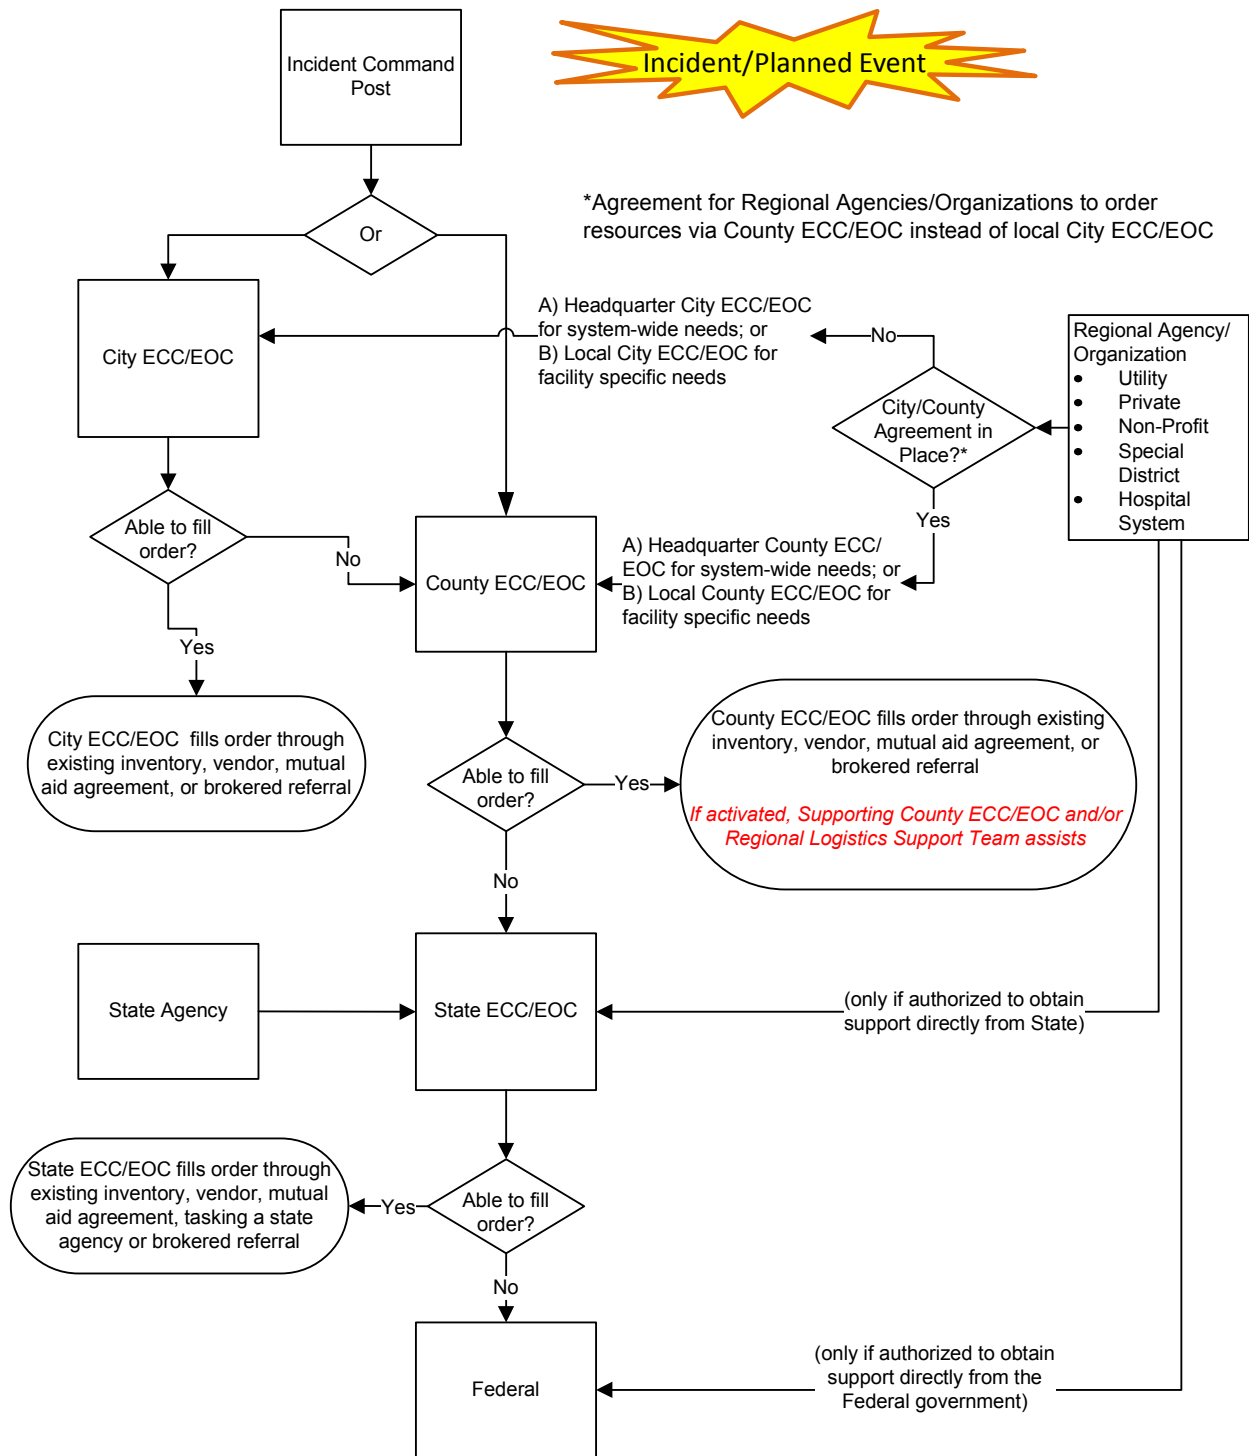 Incident Command
Post
Incident/Planned Event
*Agreement for Regional Agencies/Organizations to order
resources via County ECC/EOC instead of local City ECC/EOC
Or
City ECC/EOC
A) Headquarter City ECC/EOC
for system-wide needs; or
B) Local City ECC/EOC for
facility specific needs
No
City/County
Agreement in
Place?*
Yes
Regional Agency/
Organization
● Utility
● Private
● Non-Profit
● Special
District
● Hospital
System
Able to fill
order?
No
Yes
County ECC/EOC
A) Headquarter County ECC/
EOC for system-wide needs; or
B) Local County ECC/EOC for
facility specific needs
City ECC/EOC fills order through
existing inventory, vendor, mutual
aid agreement, or brokered referral
Able to fill
order?
Yes
No
County ECC/EOC fills order through existing
inventory, vendor, mutual aid agreement, or
brokered referral
If activated, Supporting County ECC/EOC and/or
Regional Logistics Support Team assists
State Agency
State ECC/EOC
(only if authorized to obtain
support directly from State)
State ECC/EOC fills order through
existing inventory, vendor, mutual
aid agreement, tasking a state
agency or brokered referral
Yes
Able to fill
order?
No
Federal
(only if authorized to obtain
support directly from the
Federal government)